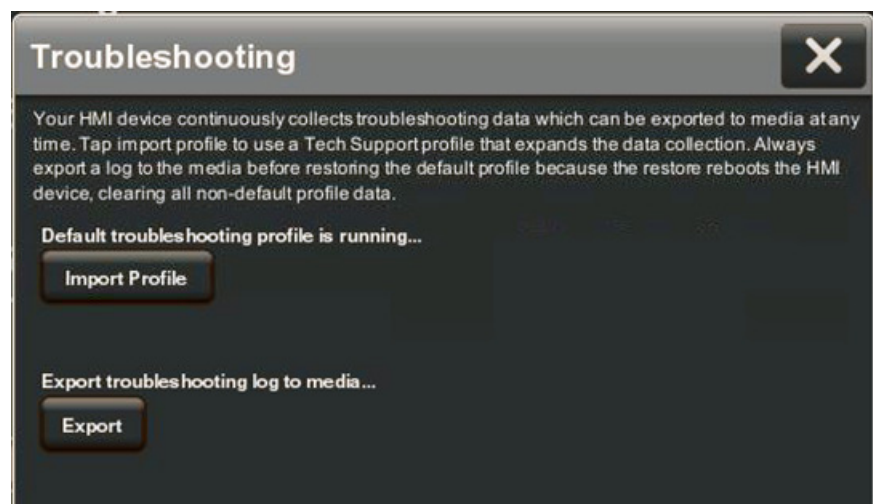 Troubleshooting
Your HMI device continuously collects troubleshooting data which can be exported to media at any
time. Tap import profile to use a Tech Support profile that expands the data collection. Always
export a log to the media before restoring the default profile because the restore reboots the HMI
device, clearing all non-default profile data.
Default troubleshooting profile is running...
Import Profile
Export troubleshooting log to media...
Export